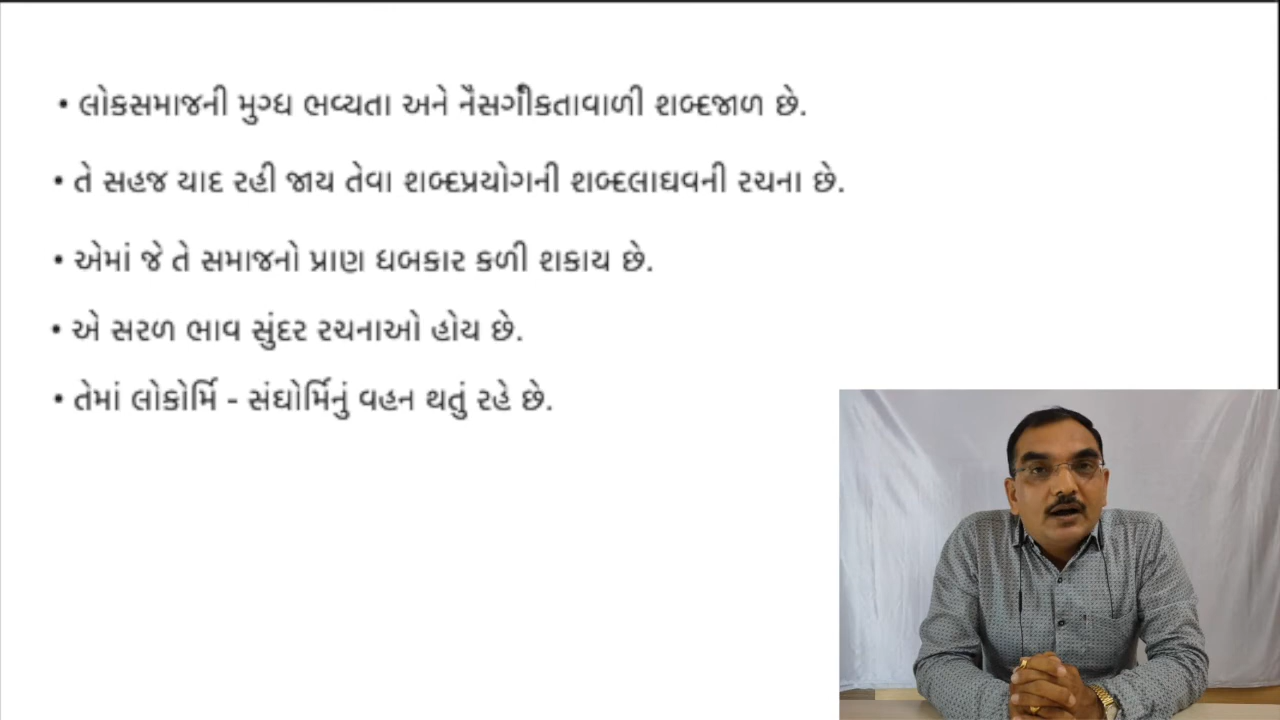 • લોકસમાજની મુગ્ધ ભવ્યતા અને નૈસર્ગીકતાવાળી શબ્દજાળ છે.
• તે સહજ યાદ રહી જાય તેવા શબ્દપ્રયોગની શબ્દલાઘવની રચના છે.
• એમાં જે તે સમાજનો પ્રાણ ધબકાર કળી શકાય છે.
• એ સરળ ભાવ સુંદર રચનાઓ હોય છે.
• તેમાં લોકોર્મિ - સંઘોર્મિનું વહન થતું રહે છે.